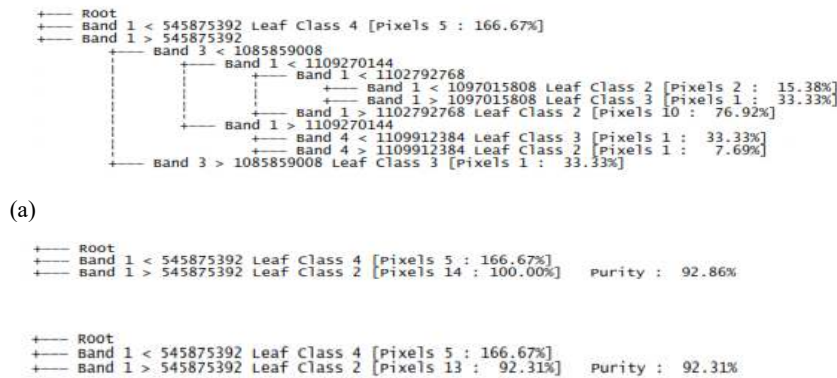 +--- Root
+--- Band 1 < 545875392 Leaf Class 4 [Pixels 5 : 166.67%]
+--- Band 1 > 545875392
+--- Band 3 < 1085859008
+--- Band 1 < 1109270144
+--- Band 1 < 1102792768
+--- Band 1 < 1097015808 Leaf Class 2 [Pixels 2 : 15.38%]
+--- Band 1 > 1097015808 Leaf Class 3 [Pixels 1 : 33.33%]
+--- Band 1 > 1102792768 Leaf Class 2 [Pixels 10 : 76.92%]
+--- Band 1 > 1109270144
+--- Band 4 < 1109912384 Leaf Class 3 [Pixels 1 : 33.33%]
+--- Band 4 > 1109912384 Leaf Class 2 [Pixels 1 : 7.69%]
+--- Band 3 > 1085859008 Leaf Class 3 [Pixels 1 : 33.33%]
(a)
+--- Root
+--- Band 1 < 545875392 Leaf Class 4 [Pixels 5 : 166.67%]
+--- Band 1 > 545875392 Leaf Class 2 [Pixels 14 : 100.00%] Purity : 92.86%
+--- Root
+--- Band 1 < 545875392 Leaf Class 4 [Pixels 5 : 166.67%]
+--- Band 1 > 545875392 Leaf Class 2 [Pixels 13 : 92.31%] Purity : 92.31%